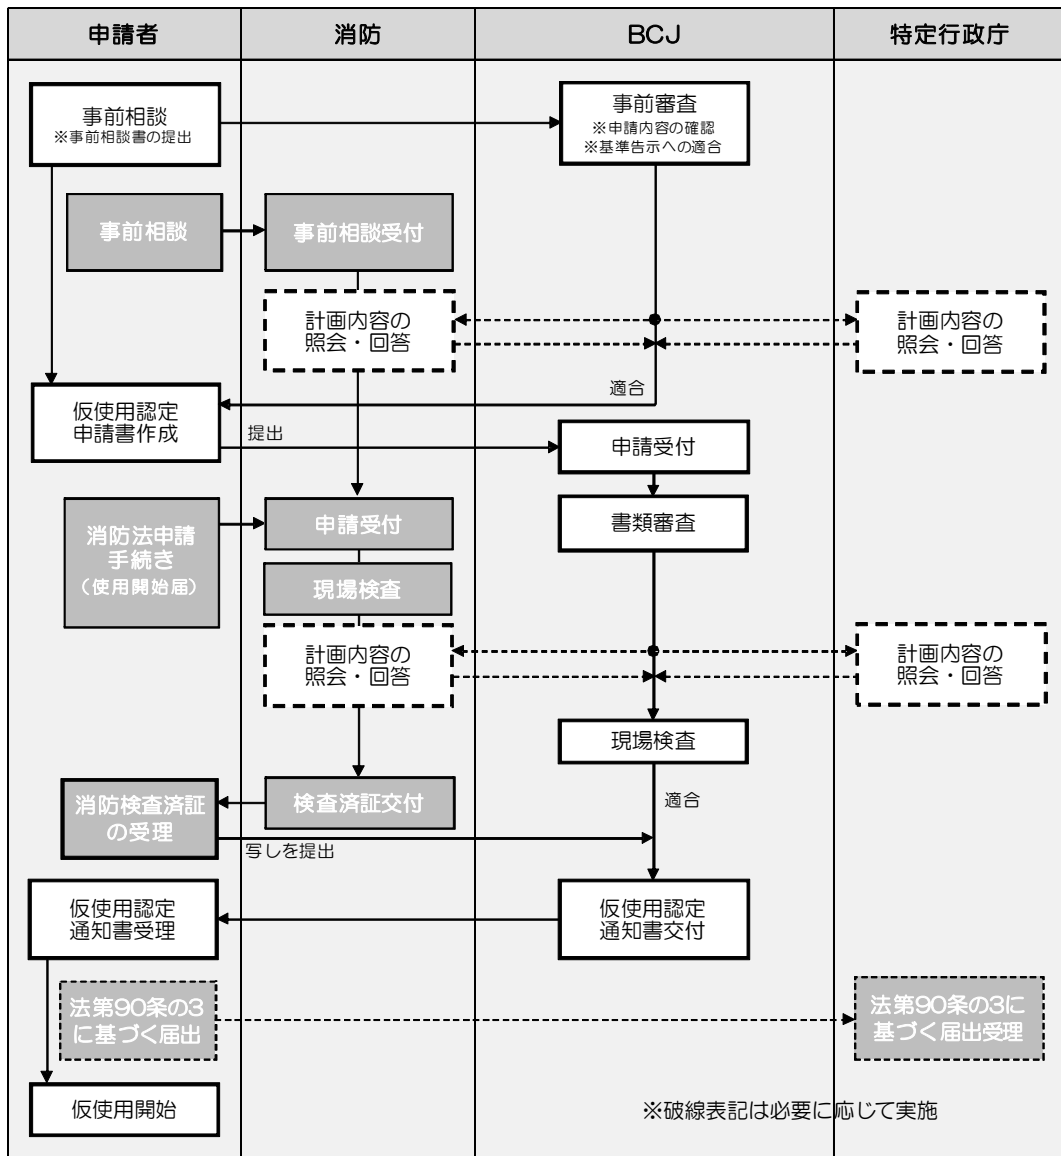 申請者
消防
BCJ
特定行政庁
事前相談
※事前相談書の提出
事前審査
※申請内容の確認
※基準告示への適合
事前相談
事前相談受付
計画内容の
照会・回答
計画内容の
照会・回答
適合
仮使用認定
申請書作成
提出
申請受付
書類審査
消防法申請
手続き
（使用開始届）
申請受付
現場検査
計画内容の
照会・回答
計画内容の
照会・回答
現場検査
適合
消防検査済証
の受理
検査済証交付
写しを提出
仮使用認定
通知書受理
仮使用認定
通知書交付
法第90条の3
に基づく届出
法第90条の3に
基づく届出受理
仮使用開始
※破線表記は必要に応じて実施